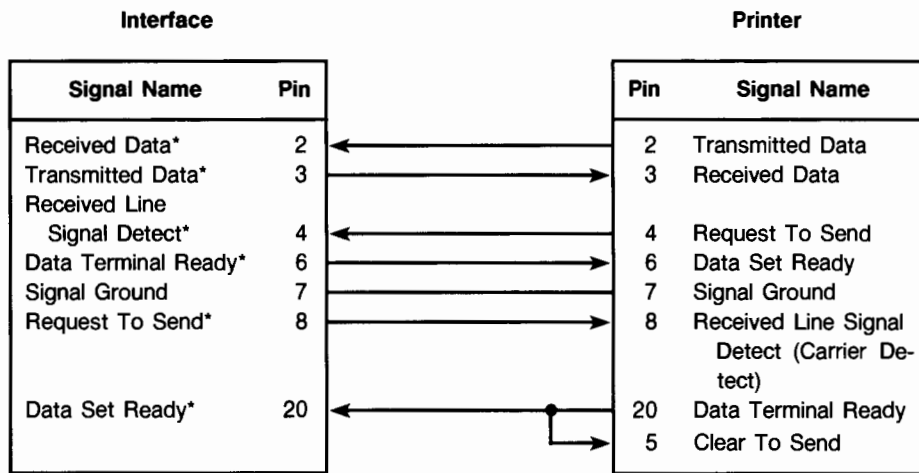 Interface Printer
Signal Name Pin Pin Signal Name
Received Data* 2 2 Transmitted Data
Transmitted Data* 3 3 Received Data
Received Line
Signal Detect* 4 4 Request To Send
Data Terminal Ready* 6 6 Data Set Ready
Signal Ground 7 7 Signal Ground
Request To Send* 8 8 Received Line Signal
Detect (Carrier De-
tect)
Data Set Ready* 20 20 Data Terminal Ready
5 Clear To Send